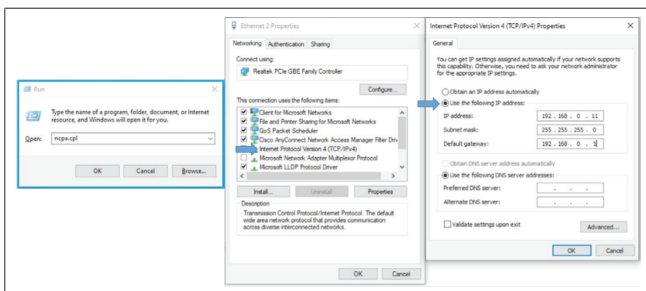 Run
Type the name of a program, folder, document, or Internet
resource, and Windows will open it for you.
Open:
ncpa.cpl
OK
Cancel
Browse...
Ethernet 2 Properties
Networking
Authentication
Sharing
Connect using:
Realtek PCIe GBE Family Controller
Configure...
This connection uses the following items:
Client for Microsoft Networks
File and Printer Sharing for Microsoft Networks
QoS Packet Scheduler
Cisco AnyConnect Network Access Manager Filter Driv
Internet Protocol Version 4 (TCP/IPv4)
Microsoft Network Adapter Multiplexor Protocol
Microsoft LLDP Protocol Driver
Install...
Uninstall
Properties
Description
Transmission Control Protocol/Internet Protocol. The default
wide area network protocol that provides communication
across diverse interconnected networks.
OK
Cancel
Internet Protocol Version 4 (TCP/IPv4) Properties
General
You can get IP settings assigned automatically if your network supports
this capability. Otherwise, you need to ask your network administrator
for the appropriate IP settings.
Obtain an IP address automatically
Use the following IP address:
IP address:
192 . 168 . 0 . 11
Subnet mask:
255 . 255 . 255 . 0
Default gateway:
192 . 168 . 0 . 1
Obtain DNS server address automatically
Use the following DNS server addresses:
Preferred DNS server:
. . .
Alternate DNS server:
. . .
Validate settings upon exit
Advanced...
OK
Cancel